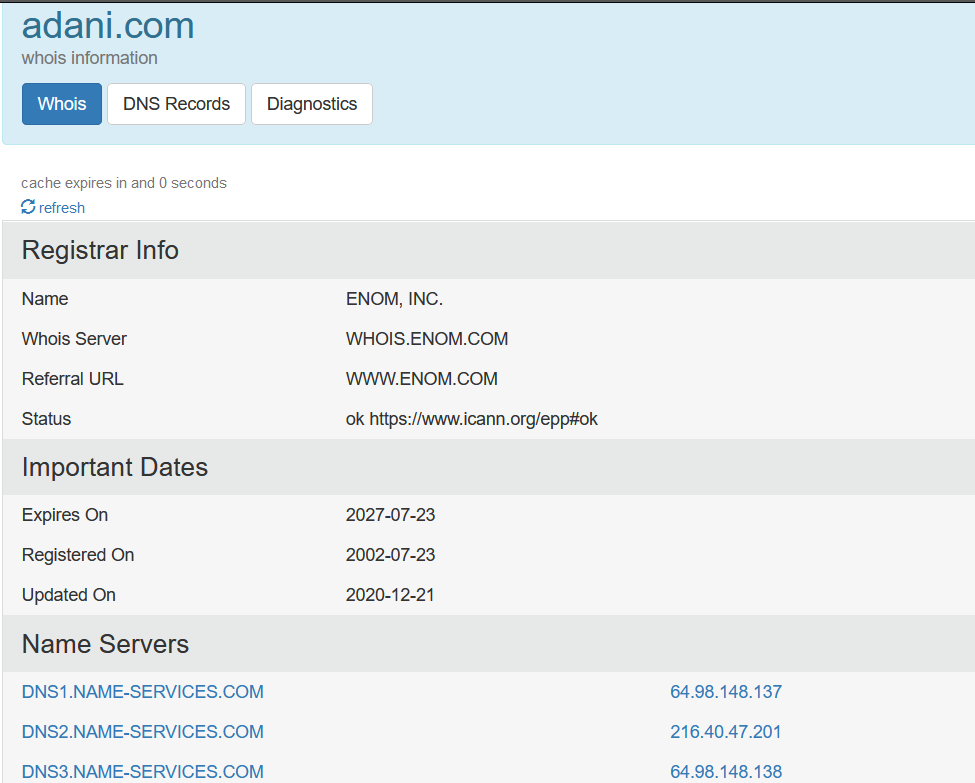 adani.com
whois information
Whois DNS Records Diagnostics
cache expires in and 0 seconds
refresh
Registrar Info
Name ENOM, INC.
Whois Server WHOIS.ENOM.COM
Referral URL WWW.ENOM.COM
Status ok https://www.icann.org/epp#ok
Important Dates
Expires On 2027-07-23
Registered On 2002-07-23
Updated On 2020-12-21
Name Servers
DNS1.NAME-SERVICES.COM 64.98.148.137
DNS2.NAME-SERVICES.COM 216.40.47.201
DNS3.NAME-SERVICES.COM 64.98.148.138